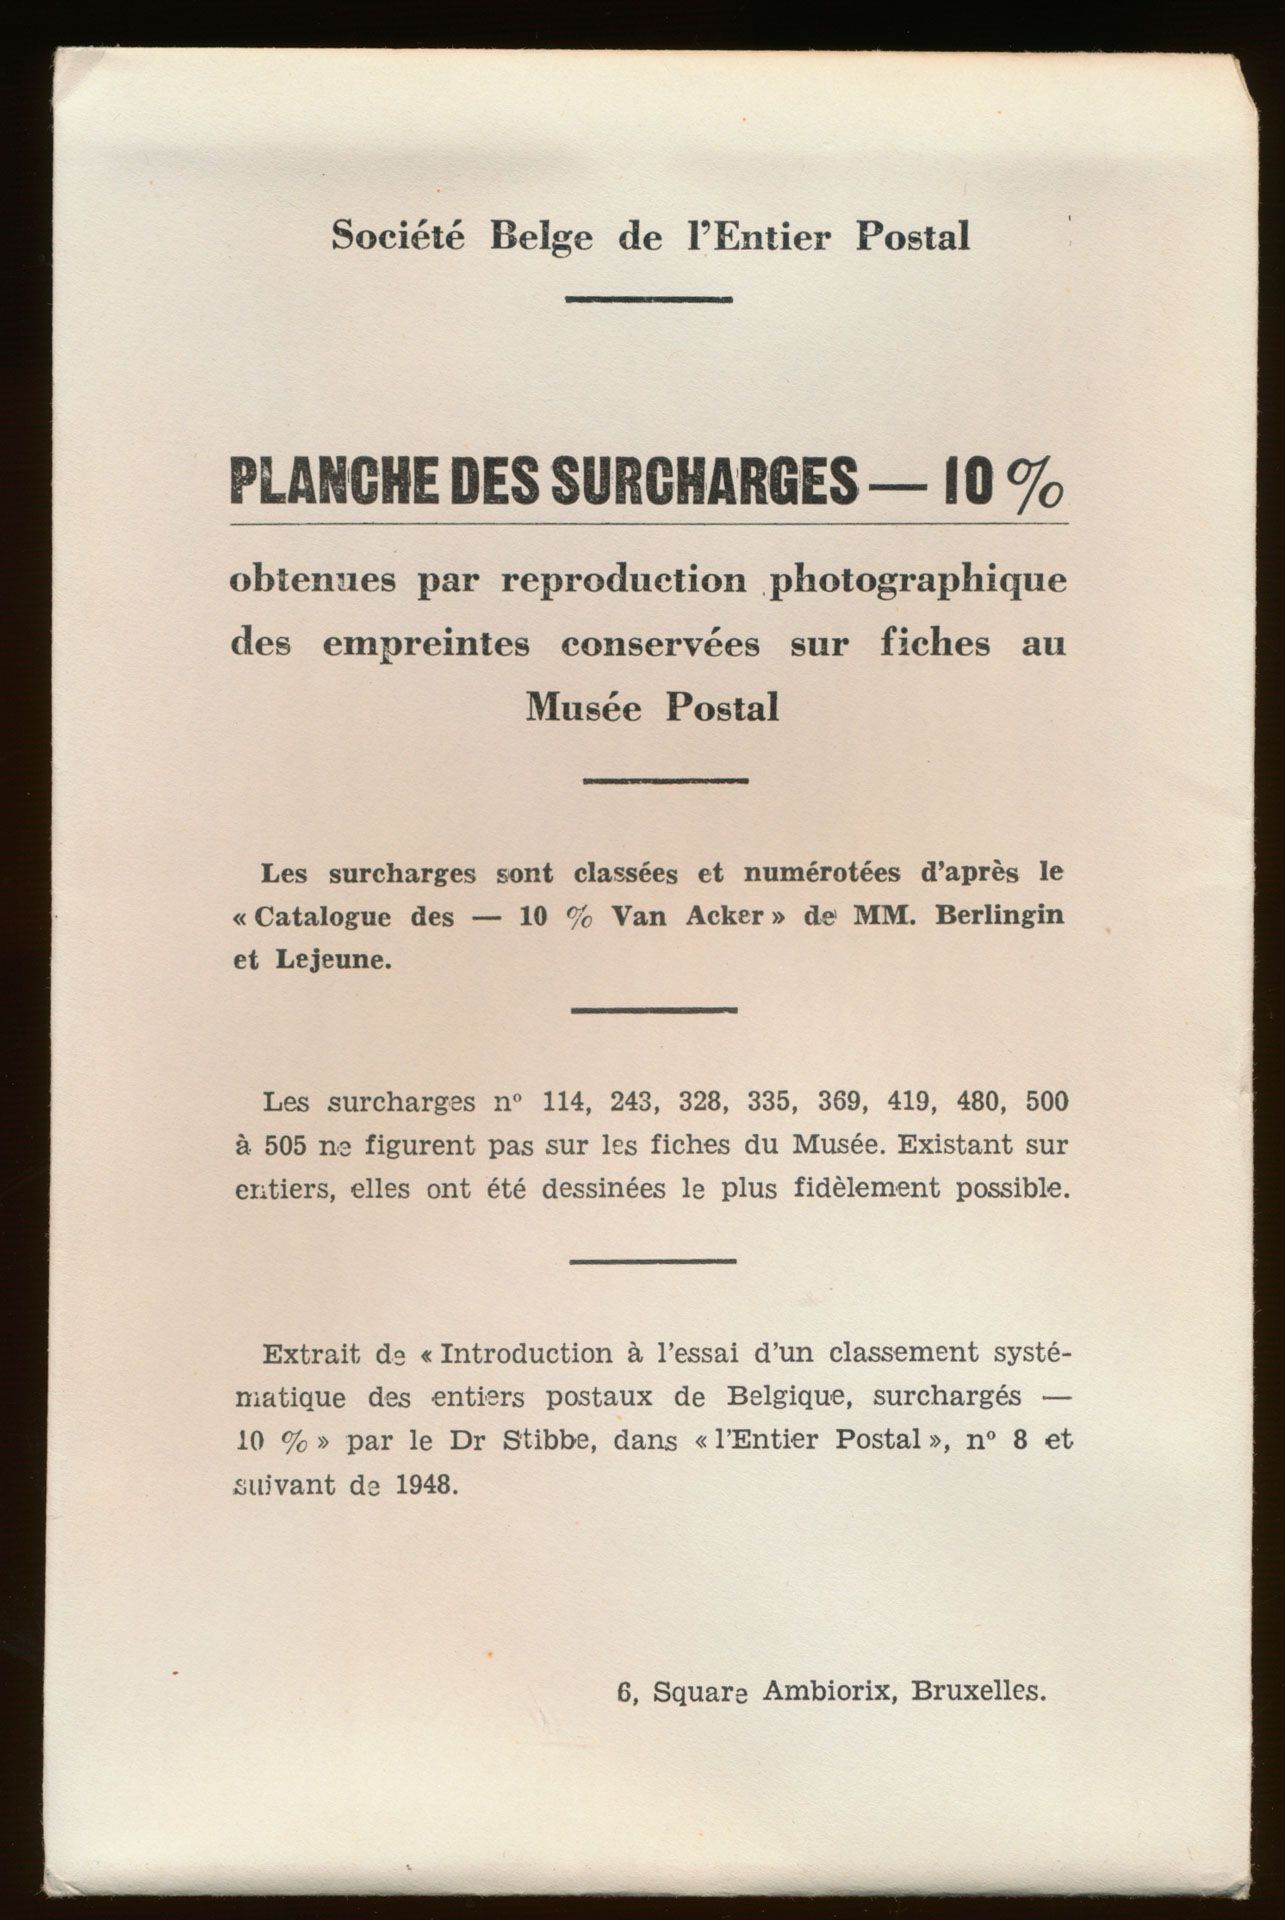 Société Belge de l'Entier Postal
PLANCHE DES SURCHARGES — 10 %
obtenues par reproduction photographique
des empreintes conservées sur fiches au
Musée Postal
Les surcharges sont classées et numérotées d'après le
« Catalogue des — 10 % Van Acker » de MM. Berlingin
et Lejeune.
Les surcharges nº 114, 243, 328, 335, 369, 419, 480, 500
à 505 ne figurent pas sur les fiches du Musée. Existant sur
entiers, elles ont été dessinées le plus fidèlement possible.
Extrait de « Introduction à l'essai d'un classement systé-
matique des entiers postaux de Belgique, surchargés —
10 % » par le Dr Stibbe, dans « l'Entier Postal », nº 8 et
suivant de 1948.
6, Square Ambiorix, Bruxelles.